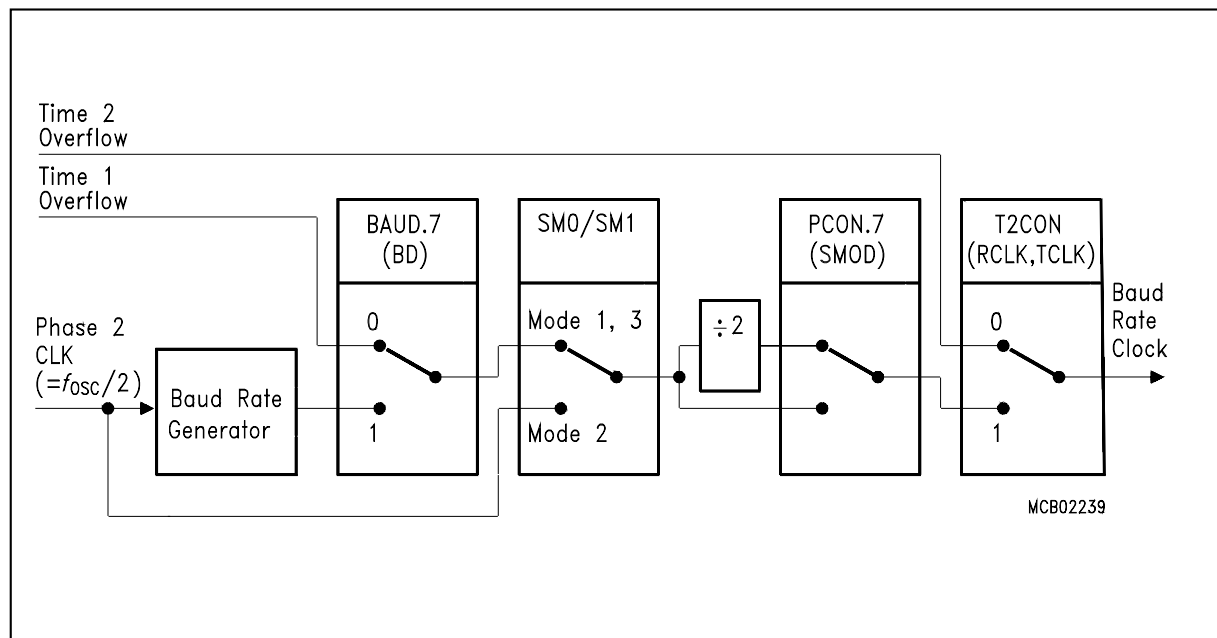 Time 2
Overflow
Time 1
Overflow
Phase 2
CLK
(=fOSC/2)
Baud Rate
Generator
BAUD.7
(BD)
0
1
SM0/SM1
Mode 1, 3
Mode 2
÷2
PCON.7
(SMOD)
T2CON
(RCLK,TCLK)
0
1
Baud
Rate
Clock
MCB02239